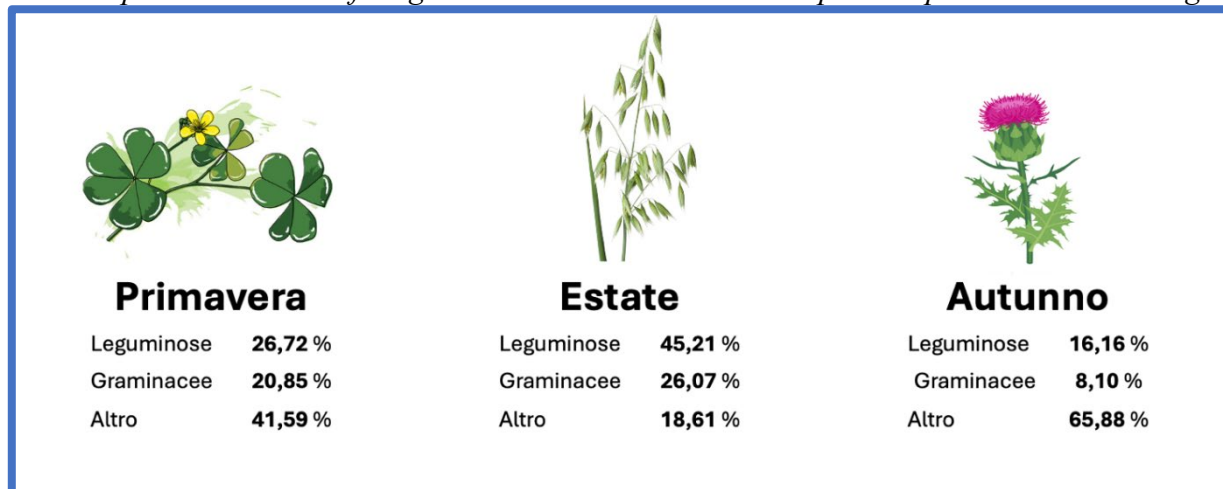 Primavera Estate Autunno
Leguminose 26,72 % Leguminose 45,21 % Leguminose 16,16 %
Graminacee 20,85 % Graminacee 26,07 % Graminacee 8,10 %
Altro 41,59 % Altro 18,61 % Altro 65,88 %